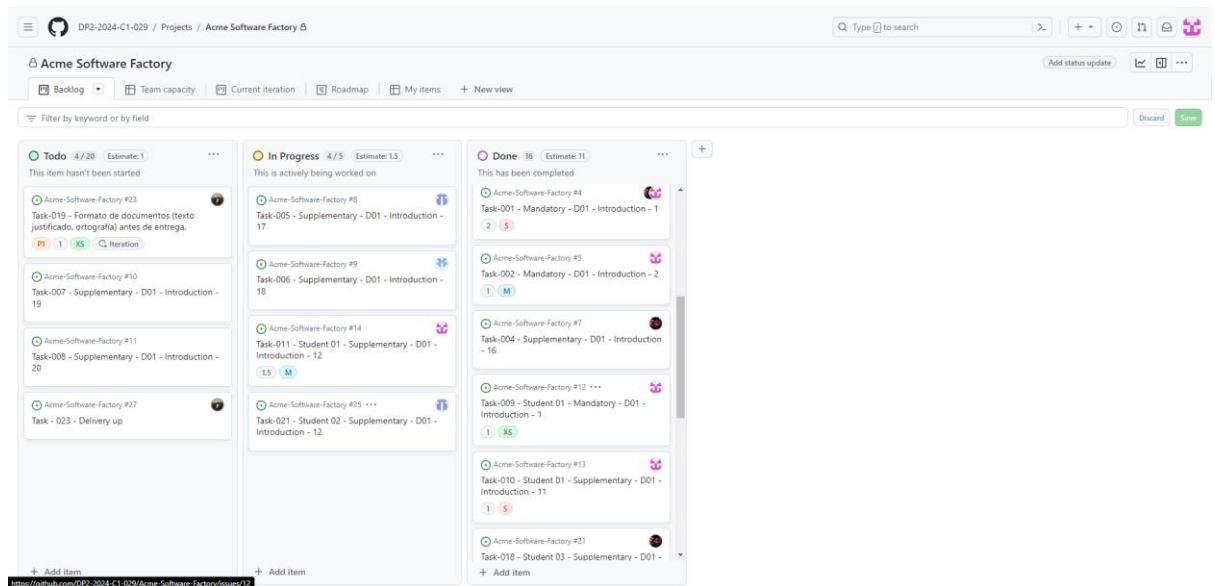 DP2-2024-C1-029 / Projects / Acme Software Factory
Type / to search
Acme Software Factory
Add status update
Backlog
Team capacity
Current iteration
Roadmap
My items
+ New view
Filter by keyword or by field
Discard
Save
Todo 4 / 20 Estimate: 1
This item hasn't been started
Acme-Software-Factory #23
Task-019 - Formato de documentos (texto
justificado, ortografía) antes de entrega.
P1 1 XS Iteration
Acme-Software-Factory #10
Task-007 - Supplementary - D01 - Introduction -
19
Acme-Software-Factory #11
Task-008 - Supplementary - D01 - Introduction -
20
Acme-Software-Factory #27
Task - 023 - Delivery up
+ Add item
In Progress 4 / 5 Estimate: 1.5
This is actively being worked on
Acme-Software-Factory #8
Task-005 - Supplementary - D01 - Introduction -
17
Acme-Software-Factory #9
Task-006 - Supplementary - D01 - Introduction -
18
Acme-Software-Factory #14
Task-011 - Student 01 - Supplementary - D01 -
Introduction - 12
1.5 M
Acme-Software-Factory #25
Task-021 - Student 02 - Supplementary - D01 -
Introduction - 12
+ Add item
Done 16 Estimate: 11
This has been completed
Acme-Software-Factory #4
Task-001 - Mandatory - D01 - Introduction - 1
2 S
Acme-Software-Factory #5
Task-002 - Mandatory - D01 - Introduction - 2
1 M
Acme-Software-Factory #7
Task-004 - Supplementary - D01 - Introduction
- 16
Acme-Software-Factory #12
Task-009 - Student 01 - Mandatory - D01 -
Introduction - 1
1 XS
Acme-Software-Factory #13
Task-010 - Student 01 - Supplementary - D01 -
Introduction - 11
1 S
Acme-Software-Factory #21
Task-018 - Student 03 - Supplementary - D01 -
+ Add item
https://github.com/DP2-2024-C1-029/Acme-Software-Factory/issues/12